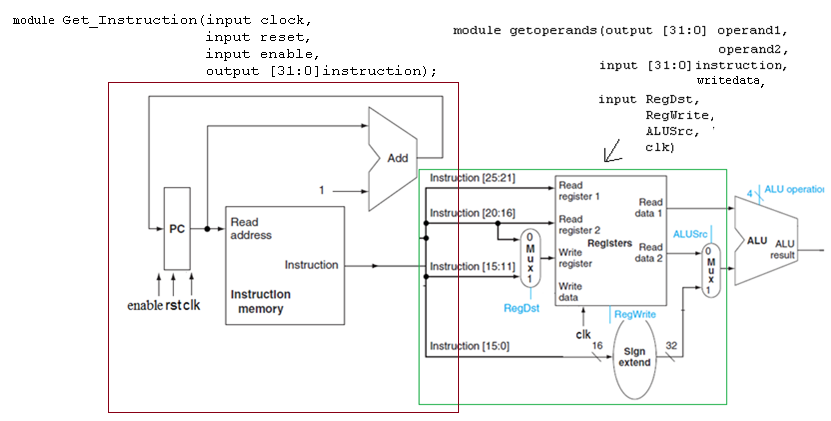 module Get_Instruction(input clock,
input reset,
input enable,
output [31:0]instruction);
module getoperands(output [31:0] operand1,
operand2,
input [31:0]instruction,
writedata,
input RegDst,
RegWrite,
ALUSrc,
clk)
Add
1
PC
Read
address
Instruction
Instruction
memory
enable rst clk
Instruction [25:21]
Instruction [20:16]
Instruction [15:11]
Instruction [15:0]
0
M
u
x
1
RegDst
Read
register 1
Read
register 2
Write
register
Write
data
Registers
Read
data 1
Read
data 2
clk
RegWrite
16
Sign
extend
32
ALUSrc
0
M
u
x
1
4
ALU operation
ALU
ALU
result